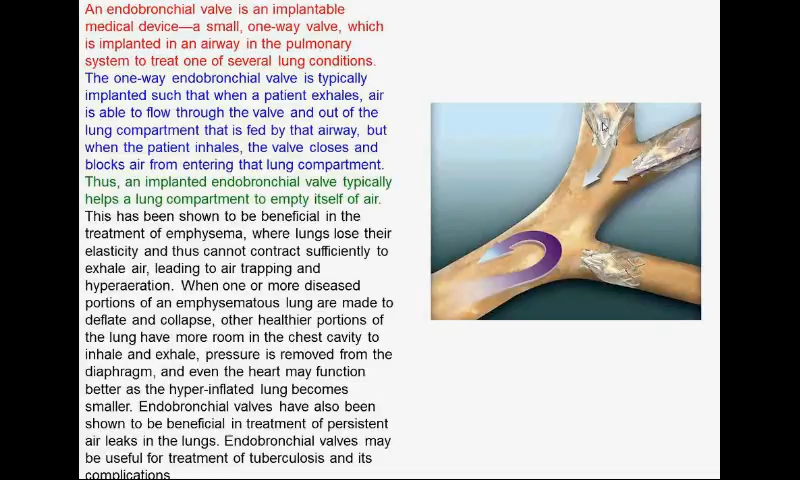 An endobronchial valve is an implantable
medical device—a small, one-way valve, which
is implanted in an airway in the pulmonary
system to treat one of several lung conditions.
The one-way endobronchial valve is typically
implanted such that when a patient exhales, air
is able to flow through the valve and out of the
lung compartment that is fed by that airway, but
when the patient inhales, the valve closes and
blocks air from entering that lung compartment.
Thus, an implanted endobronchial valve typically
helps a lung compartment to empty itself of air.
This has been shown to be beneficial in the
treatment of emphysema, where lungs lose their
elasticity and thus cannot contract sufficiently to
exhale air, leading to air trapping and
hyperaeration. When one or more diseased
portions of an emphysematous lung are made to
deflate and collapse, other healthier portions of
the lung have more room in the chest cavity to
inhale and exhale, pressure is removed from the
diaphragm, and even the heart may function
better as the hyper-inflated lung becomes
smaller. Endobronchial valves have also been
shown to be beneficial in treatment of persistent
air leaks in the lungs. Endobronchial valves may
be useful for treatment of tuberculosis and its
complications